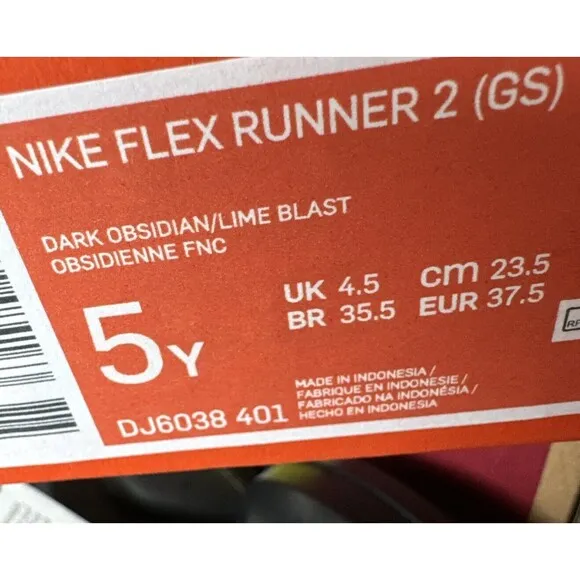 NIKE FLEX RUNNER 2 (GS)
DARK OBSIDIAN/LIME BLAST
OBSIDIENNE FNC
5Y
UK 4.5 cm 23.5
BR 35.5 EUR 37.5
DJ6038 401
MADE IN INDONESIA /
FABRIQUE EN INDONESIE /
FABRICADO NA INDONÉSIA /
HECHO EN INDONESIA